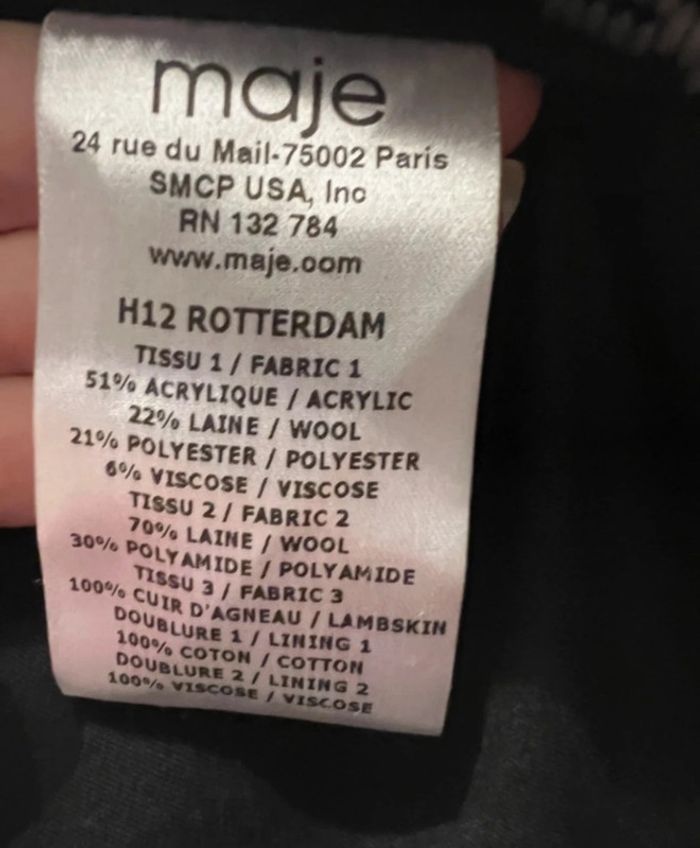 maje
24 rue du Mail-75002 Paris
SMCP USA, Inc
RN 132 784
www.maje.com
H12 ROTTERDAM
TISSU 1 / FABRIC 1
51% ACRYLIQUE / ACRYLIC
22% LAINE / WOOL
21% POLYESTER / POLYESTER
6% VISCOSE / VISCOSE
TISSU 2 / FABRIC 2
70% LAINE / WOOL
30% POLYAMIDE / POLYAMIDE
TISSU 3 / FABRIC 3
100% CUIR D'AGNEAU / LAMBSKIN
DOUBLURE 1 / LINING 1
100% COTON / COTTON
DOUBLURE 2 / LINING 2
100% VISCOSE / VISCOSE